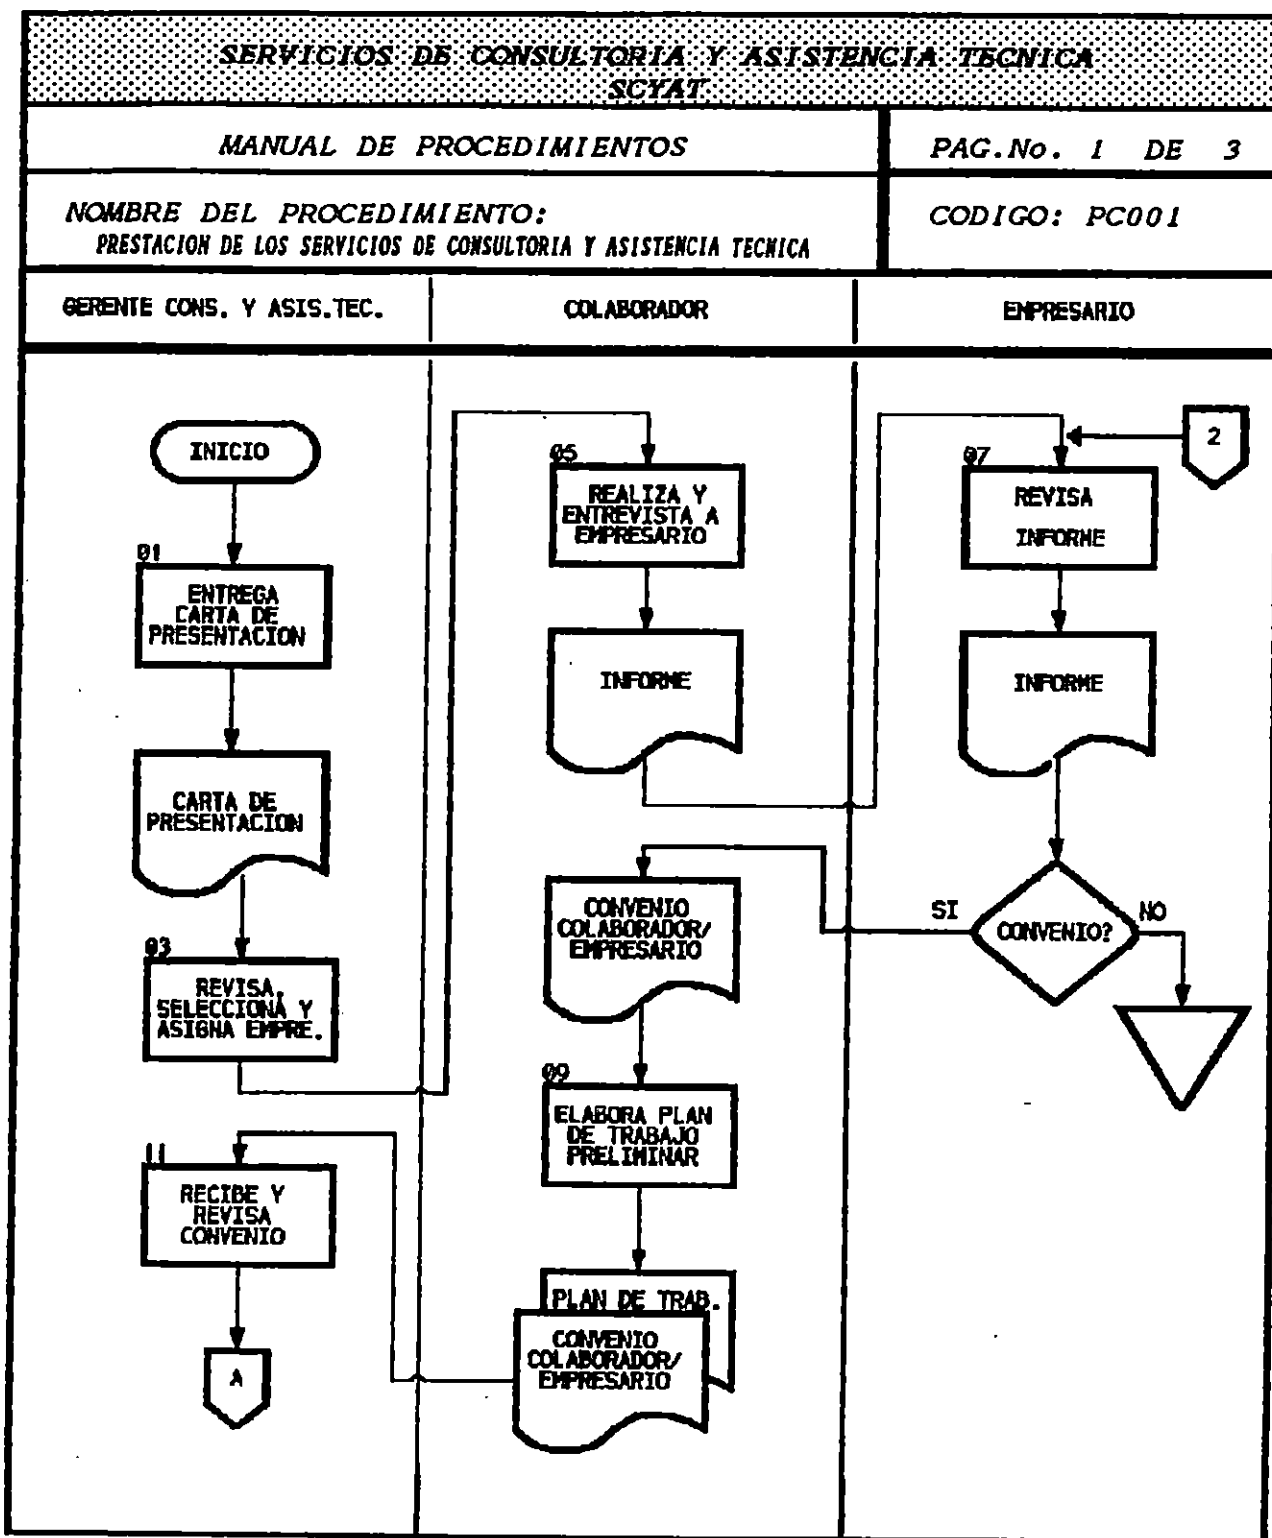 SERVICIOS DE CONSULTORIA Y ASISTENCIA TECNICA
SCYAT
MANUAL DE PROCEDIMIENTOS
PAG.No. 1 DE 3
NOMBRE DEL PROCEDIMIENTO:
PRESTACION DE LOS SERVICIOS DE CONSULTORIA Y ASISTENCIA TECNICA
CODIGO: PC001
GERENTE CONS. Y ASIS.TEC.
COLABORADOR
EMPRESARIO
INICIO
01
ENTREGA
CARTA DE
PRESENTACION
CARTA DE
PRESENTACION
03
REVISA,
SELECCIONA Y
ASIGNA EMPRE.
05
REALIZA Y
ENTREVISTA A
EMPRESARIO
INFORME
2
07
REVISA
INFORME
INFORME
CONVENIO?
SI
NO
CONVENIO
COLABORADOR/
EMPRESARIO
09
ELABORA PLAN
DE TRABAJO
PRELIMINAR
PLAN DE TRAB.
CONVENIO
COLABORADOR/
EMPRESARIO
11
RECIBE Y
REVISA
CONVENIO
A